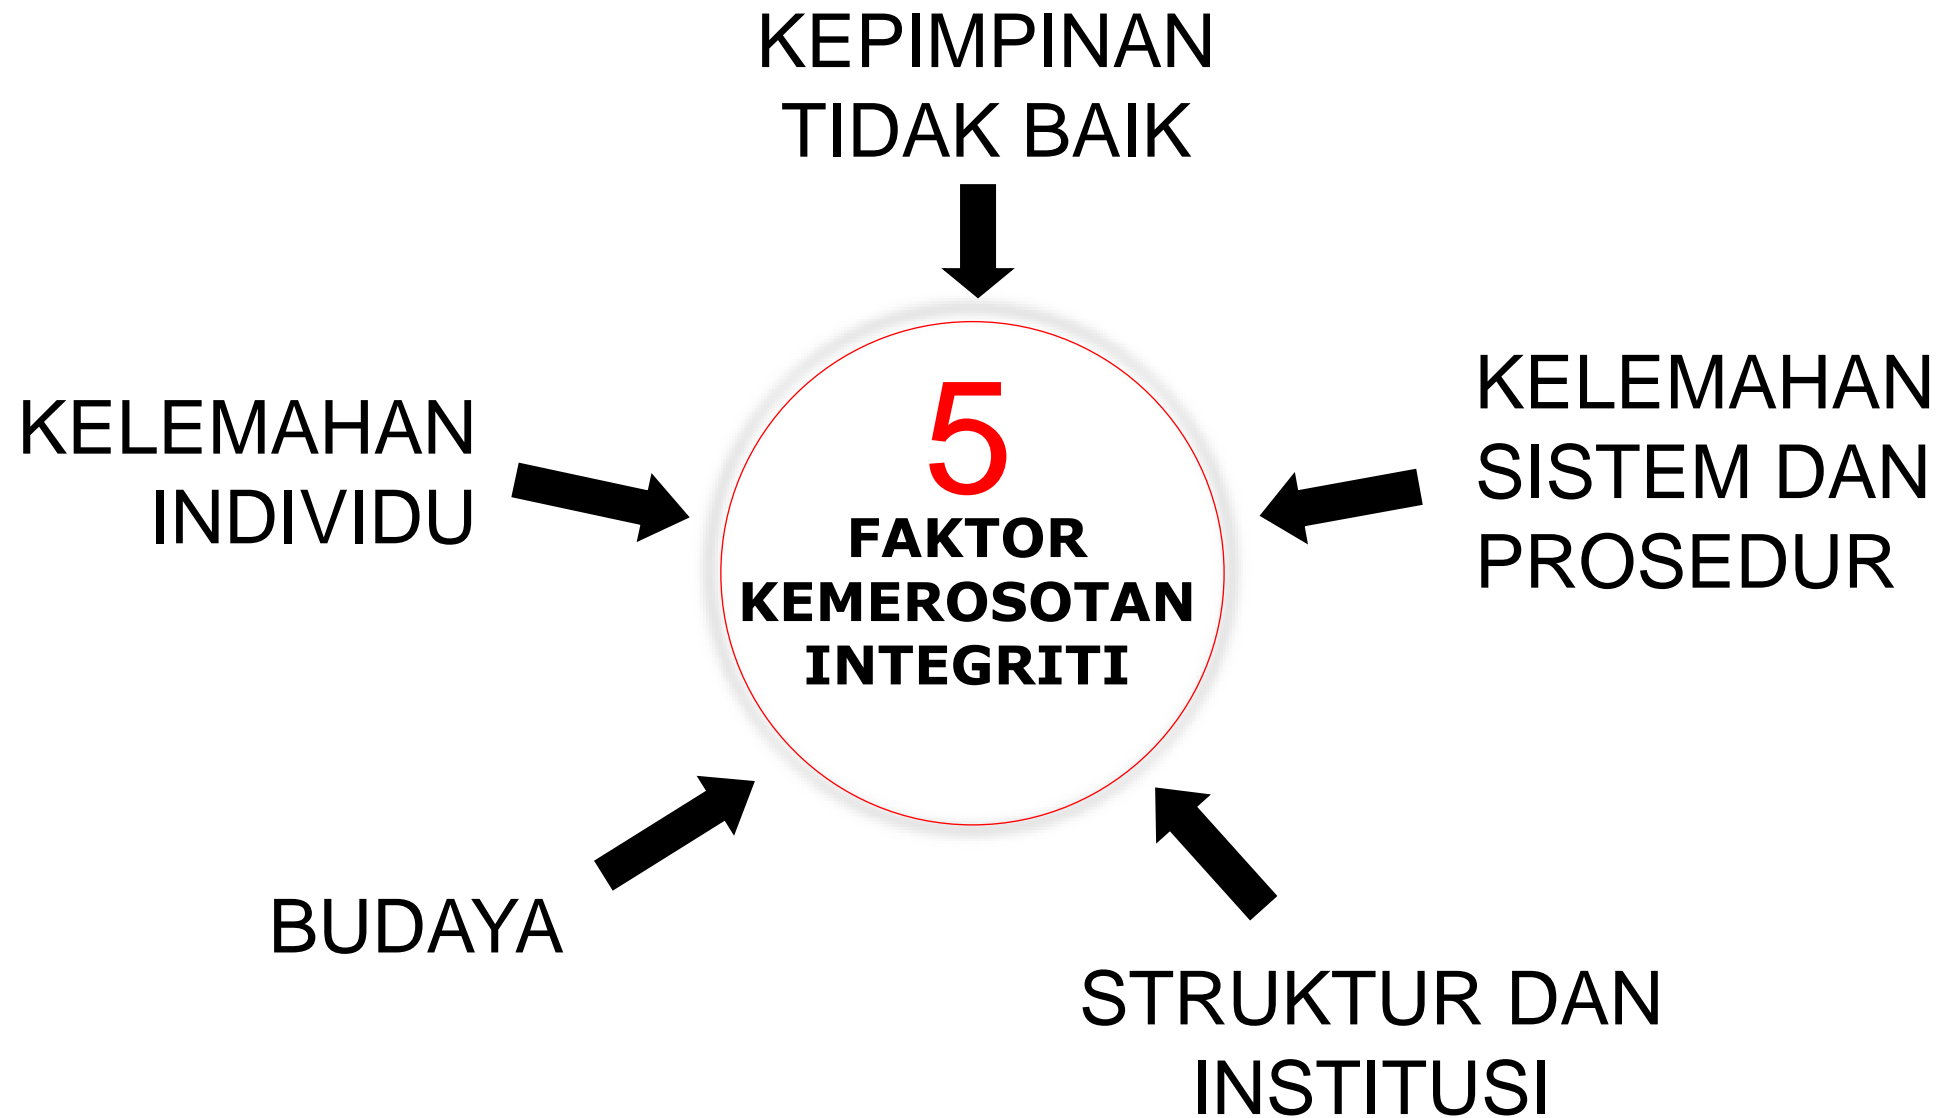 KEPIMPINAN
TIDAK BAIK
KELEMAHAN
INDIVIDU
5
FAKTOR
KEMEROSOTAN
INTEGRITI
KELEMAHAN
SISTEM DAN
PROSEDUR
BUDAYA
STRUKTUR DAN
INSTITUSI